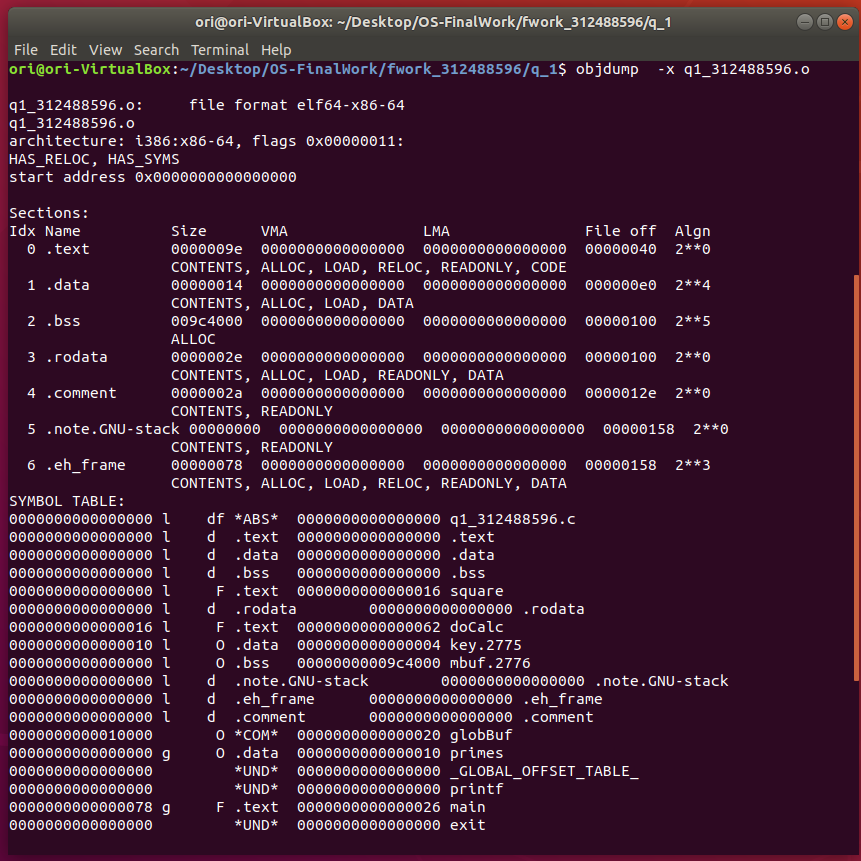 ori@ori-VirtualBox: ~/Desktop/OS-FinalWork/fwork_312488596/q_1
File Edit View Search Terminal Help
ori@ori-VirtualBox:~/Desktop/OS-FinalWork/fwork_312488596/q_1$ objdump  -x q1_312488596.o

q1_312488596.o:     file format elf64-x86-64
q1_312488596.o
architecture: i386:x86-64, flags 0x00000011:
HAS_RELOC, HAS_SYMS
start address 0x0000000000000000

Sections:
Idx Name          Size      VMA               LMA               File off  Algn
  0 .text         0000009e  0000000000000000  0000000000000000  00000040  2**0
                  CONTENTS, ALLOC, LOAD, RELOC, READONLY, CODE
  1 .data         00000014  0000000000000000  0000000000000000  000000e0  2**4
                  CONTENTS, ALLOC, LOAD, DATA
  2 .bss          009c4000  0000000000000000  0000000000000000  00000100  2**5
                  ALLOC
  3 .rodata       0000002e  0000000000000000  0000000000000000  00000100  2**0
                  CONTENTS, ALLOC, LOAD, READONLY, DATA
  4 .comment      0000002a  0000000000000000  0000000000000000  0000012e  2**0
                  CONTENTS, READONLY
  5 .note.GNU-stack 00000000  0000000000000000  0000000000000000  00000158  2**0
                  CONTENTS, READONLY
  6 .eh_frame     00000078  0000000000000000  0000000000000000  00000158  2**3
                  CONTENTS, ALLOC, LOAD, RELOC, READONLY, DATA
SYMBOL TABLE:
0000000000000000 l    df *ABS*  0000000000000000 q1_312488596.c
0000000000000000 l    d  .text  0000000000000000 .text
0000000000000000 l    d  .data  0000000000000000 .data
0000000000000000 l    d  .bss   0000000000000000 .bss
0000000000000000 l     F .text  0000000000000016 square
0000000000000000 l    d  .rodata        0000000000000000 .rodata
0000000000000016 l     F .text  0000000000000062 doCalc
0000000000000010 l     O .data  0000000000000004 key.2775
0000000000000000 l     O .bss   00000000009c4000 mbuf.2776
0000000000000000 l    d  .note.GNU-stack        0000000000000000 .note.GNU-stack
0000000000000000 l    d  .eh_frame      0000000000000000 .eh_frame
0000000000000000 l    d  .comment       0000000000000000 .comment
0000000000010000       O *COM*  0000000000000020 globBuf
0000000000000000 g     O .data  0000000000000010 primes
0000000000000000         *UND*  0000000000000000 _GLOBAL_OFFSET_TABLE_
0000000000000000         *UND*  0000000000000000 printf
0000000000000078 g     F .text  0000000000000026 main
0000000000000000         *UND*  0000000000000000 exit